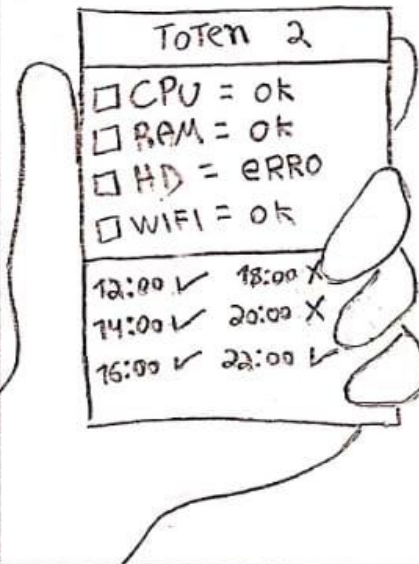 ToTen 2
□ CPU = ok
□ RAM = ok
□ HD = eRRO
□ WIFI = ok
12:00 ✓ 18:00 X
14:00 ✓ 20:00 X
16:00 ✓ 22:00 ✓